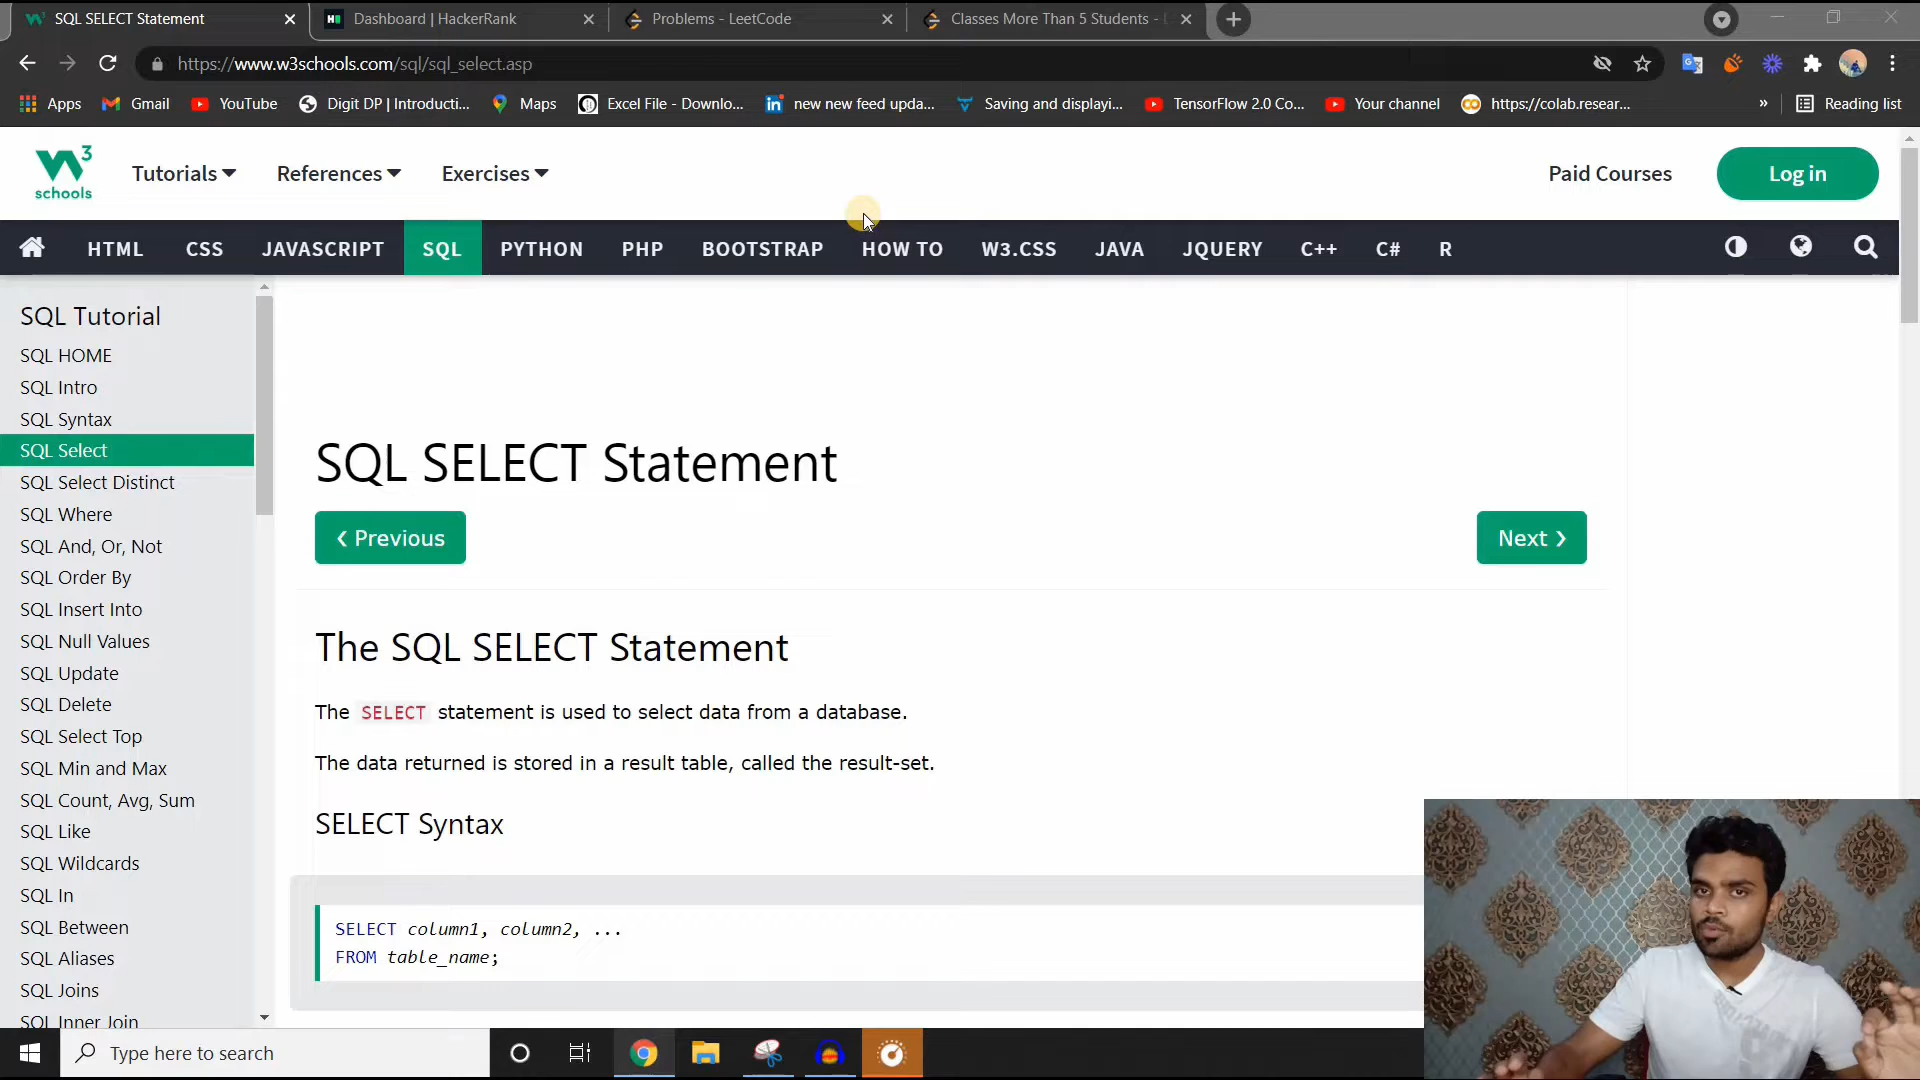 SQL SELECT Statement
Dashboard | HackerRank
Problems - LeetCode
Classes More Than 5 Students -
https://www.w3schools.com/sql/sql_select.asp
Apps
Gmail
YouTube
Digit DP | Introducti...
Maps
Excel File - Downlo...
new new feed upda...
Saving and displayi...
TensorFlow 2.0 Co...
Your channel
https://colab.resear...
»
Reading list
W3 schools
Tutorials
References
Exercises
Paid Courses
Log in
HTML
CSS
JAVASCRIPT
SQL
PYTHON
PHP
BOOTSTRAP
HOW TO
W3.CSS
JAVA
JQUERY
C++
C#
R
SQL Tutorial
SQL HOME
SQL Intro
SQL Syntax
SQL Select
SQL Select Distinct
SQL Where
SQL And, Or, Not
SQL Order By
SQL Insert Into
SQL Null Values
SQL Update
SQL Delete
SQL Select Top
SQL Min and Max
SQL Count, Avg, Sum
SQL Like
SQL Wildcards
SQL In
SQL Between
SQL Aliases
SQL Joins
SQL Inner Join
SQL SELECT Statement
❮ Previous
Next ❯
The SQL SELECT Statement
The SELECT statement is used to select data from a database.
The data returned is stored in a result table, called the result-set.
SELECT Syntax
SELECT column1, column2, ...
FROM table_name;
Type here to search